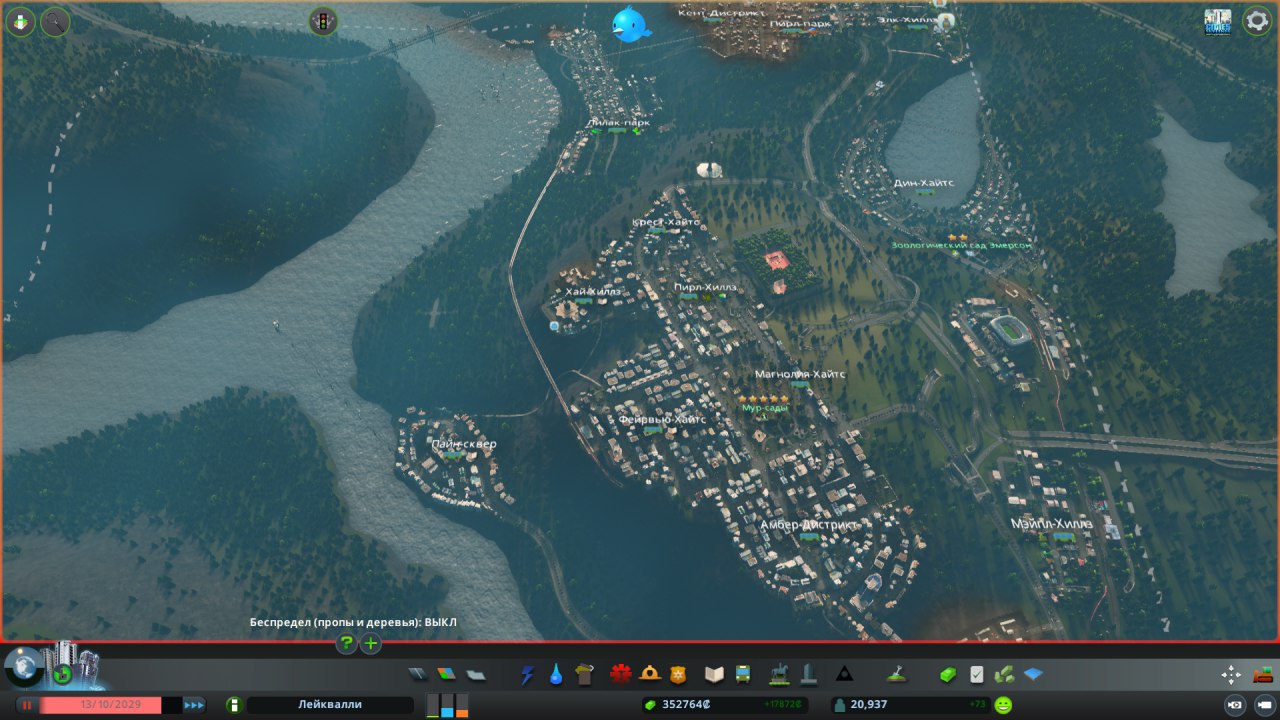 Кент-Дистрикт
Пирл-парк
Элк-Хиллз
Лилак-парк
Дин-Хайтс
Крест-Хайтс
Зоологический сад Эмерсон
Хай-Хиллз
Пирл-Хиллз
Магнолия-Хайтс
Мур-сады
Фейрвью-Хайтс
Пайн-сквер
Амбер-Дистрикт
Мэйпл-Хиллз
Беспредел (пропы и деревья): ВЫКЛ
13/10/2029
Лейквалли
352764₡
+17872₡
20,937
+73